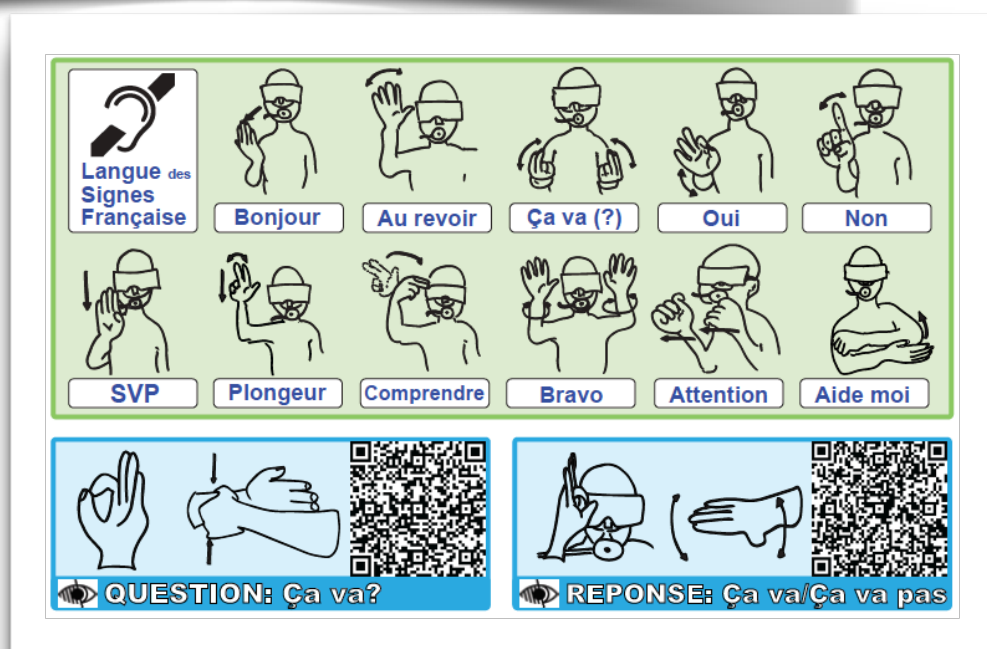 Langue des
Signes
Française
Bonjour
Au revoir
Ça va (?)
Oui
Non
SVP
Plongeur
Comprendre
Bravo
Attention
Aide moi
QUESTION: Ça va?
REPONSE: Ça va/Ça va pas